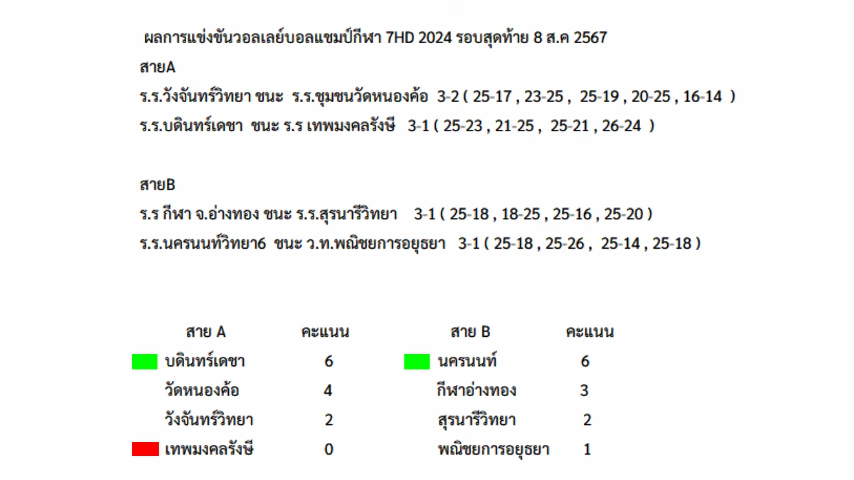 ผลการแข่งขันวอลเลย์บอลแชมป์กีฬา 7HD 2024 รอบสุดท้าย 8 ส.ค 2567
สายA
ร.ร.วังจันทร์วิทยา ชนะ ร.ร.ชุมชนวัดหนองค้อ 3-2 ( 25-17 , 23-25 , 25-19 , 20-25 , 16-14 )
ร.ร.บดินทร์เดชา ชนะ ร.ร เทพมงคลรังษี 3-1 ( 25-23 , 21-25 , 25-21 , 26-24 )
สายB
ร.ร กีฬา จ.อ่างทอง ชนะ ร.ร.สุรนารีวิทยา 3-1 ( 25-18 , 18-25 , 25-16 , 25-20 )
ร.ร.นครนนท์วิทยา6 ชนะ ว.ท.พณิชยการอยุธยา 3-1 ( 25-18 , 25-26 , 25-14 , 25-18 )
สาย A คะแนน สาย B คะแนน
บดินทร์เดชา 6 นครนนท์ 6
วัดหนองค้อ 4 กีฬาอ่างทอง 3
วังจันทร์วิทยา 2 สุรนารีวิทยา 2
เทพมงคลรังษี 0 พณิชยการอยุธยา 1